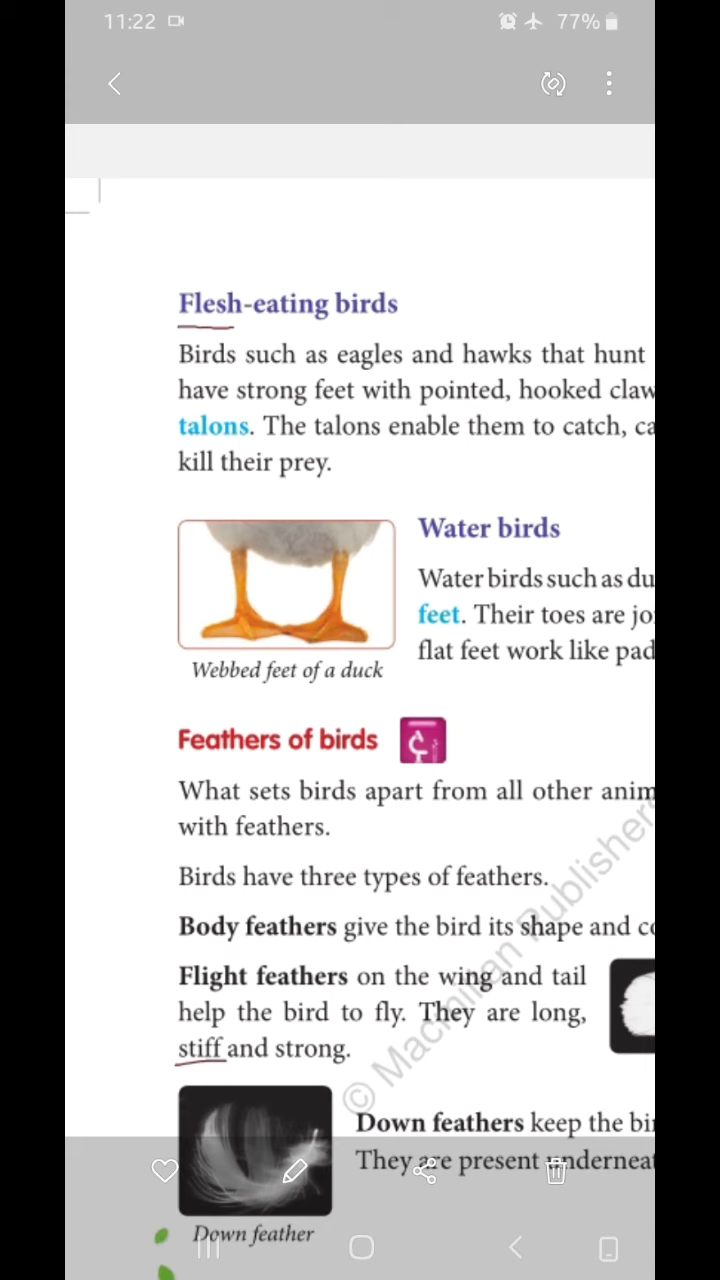 11:22
77%
Flesh-eating birds
Birds such as eagles and hawks that hunt
have strong feet with pointed, hooked claw
talons. The talons enable them to catch, ca
kill their prey.
Water birds
Water birds such as du
feet. Their toes are jo
flat feet work like pad
Webbed feet of a duck
Feathers of birds
What sets birds apart from all other anim
with feathers.
Birds have three types of feathers.
Body feathers give the bird its shape and co
Flight feathers on the wing and tail
help the bird to fly. They are long,
stiff and strong.
Down feathers keep the bir
They are present underneat
Down feather
© Macmillan Publishers